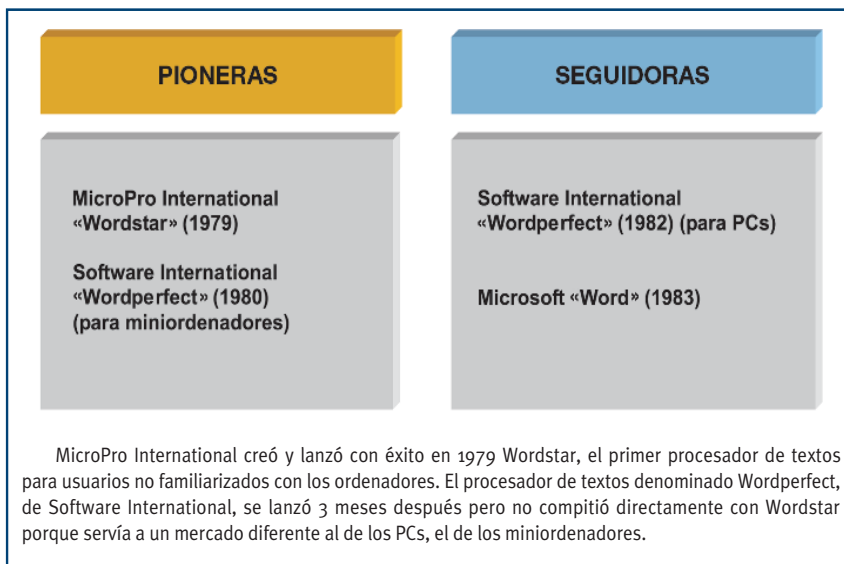 PIONERAS
MicroPro International
«Wordstar» (1979)
Software International
«Wordperfect» (1980)
(para miniordenadores)
SEGUIDORAS
Software International
«Wordperfect» (1982) (para PCs)
Microsoft «Word» (1983)
MicroPro International creó y lanzó con éxito en 1979 Wordstar, el primer procesador de textos
para usuarios no familiarizados con los ordenadores. El procesador de textos denominado Wordperfect,
de Software International, se lanzó 3 meses después pero no compitió directamente con Wordstar
porque servía a un mercado diferente al de los PCs, el de los miniordenadores.